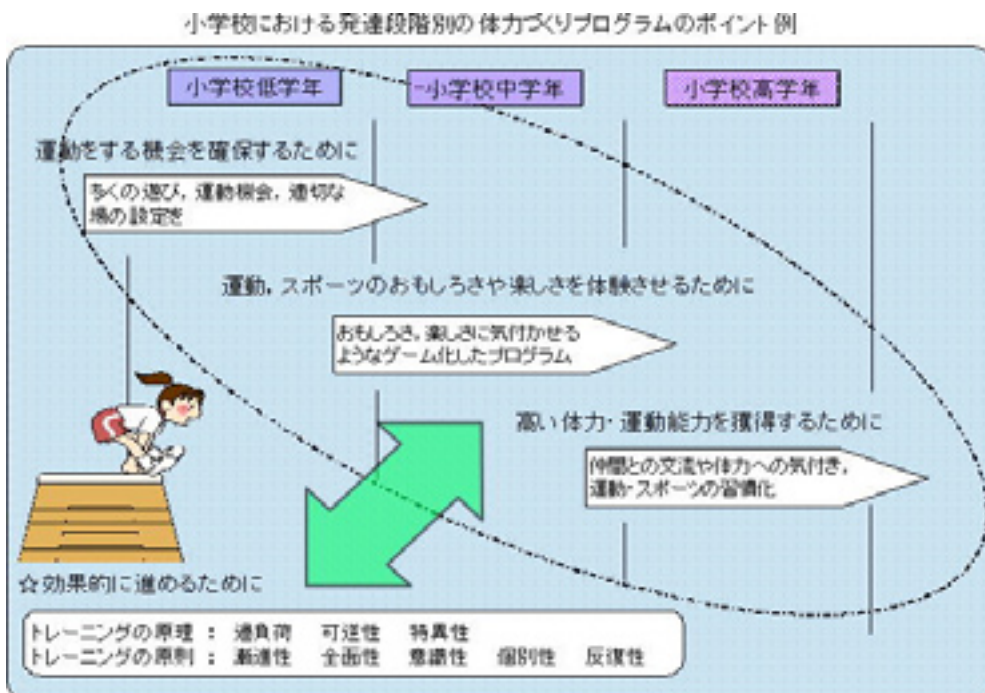 小学校における発達段階別の体力づくりプログラムのポイント例
小学校低学年
小学校中学年
小学校高学年
運動をする機会を確保するために
多くの遊び，運動機会，適切な
場の設定を
運動，スポーツのおもしろさや楽しさを体験させるために
おもしろさ，楽しさに気付かせる
ようなゲーム化したプログラム
高い体力・運動能力を獲得するために
仲間との交流や体力への気付き，
運動・スポーツの習慣化
☆効果的に進めるために
トレーニングの原理 ： 過負荷 可逆性 特異性
トレーニングの原則 ： 漸進性 全面性 意識性 個別性 反復性